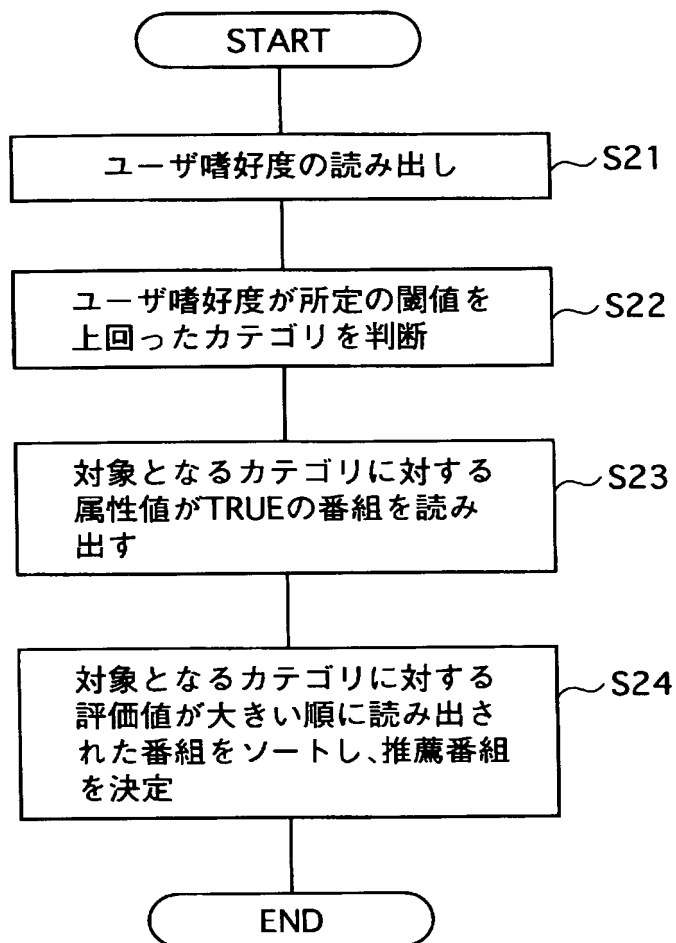 START
ユーザ嗜好度の読み出し
S21
ユーザ嗜好度が所定の閾値を
上回ったカテゴリを判断
S22
対象となるカテゴリに対する
属性値がTRUEの番組を読み
出す
S23
対象となるカテゴリに対する
評価値が大きい順に読み出さ
れた番組をソートし、推薦番組
を決定
S24
END